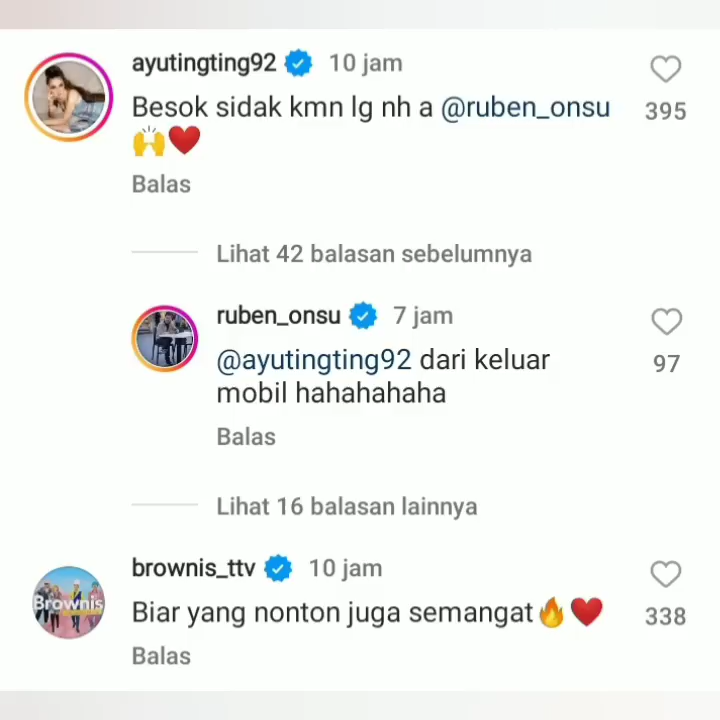 ayutingting92 10 jam
Besok sidak kmn lg nh a @ruben_onsu
🙌❤️
395
Balas
Lihat 42 balasan sebelumnya
ruben_onsu 7 jam
@ayutingting92 dari keluar
mobil hahahahaha
97
Balas
Lihat 16 balasan lainnya
brownis_ttv 10 jam
Brownis
Biar yang nonton juga semangat🔥❤️
338
Balas